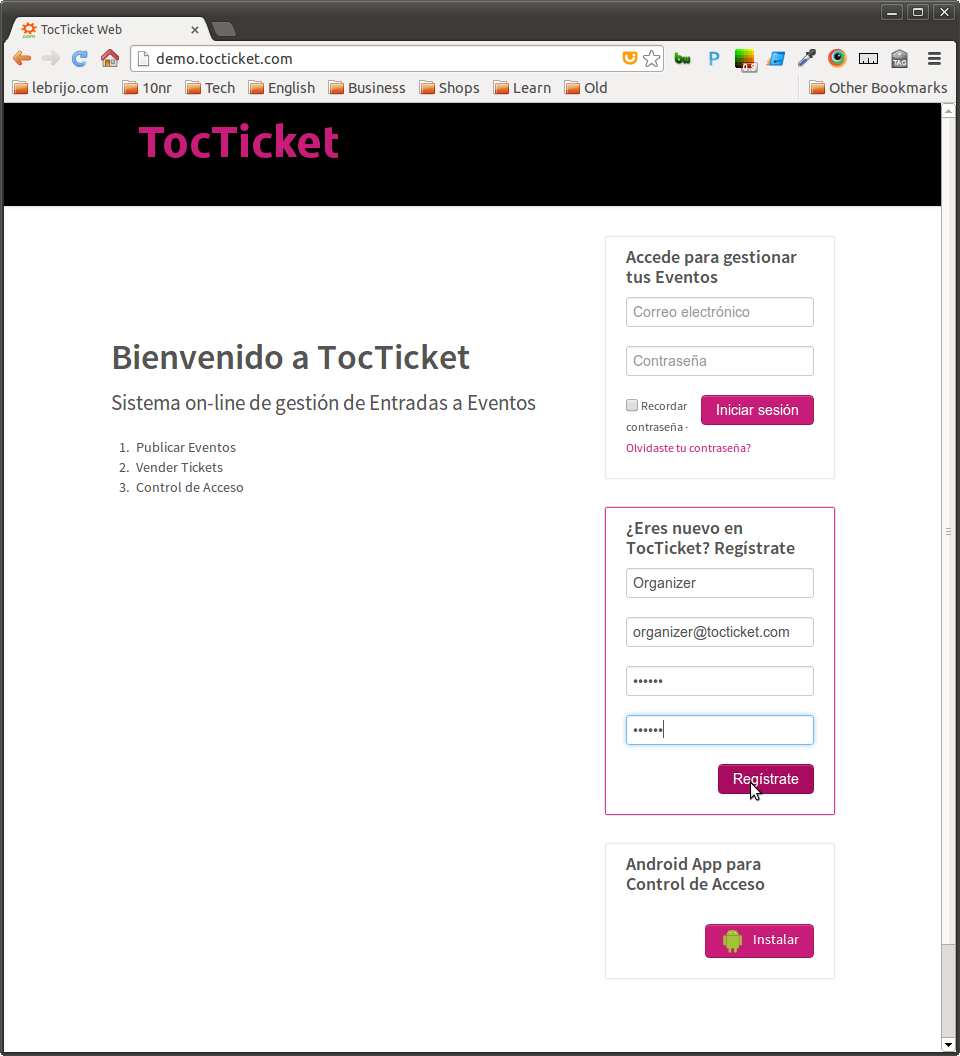 TocTicket Web
demo.tocticket.com
lebrijo.com
10nr
Tech
English
Business
Shops
Learn
Old
Other Bookmarks
TocTicket
Bienvenido a TocTicket
Sistema on-line de gestión de Entradas a Eventos
1. Publicar Eventos
2. Vender Tickets
3. Control de Acceso
Accede para gestionar
tus Eventos
Correo electrónico
Contraseña
Recordar
contraseña ·
Iniciar sesión
Olvidaste tu contraseña?
¿Eres nuevo en
TocTicket? Regístrate
Organizer
organizer@tocticket.com
••••••
••••••
Regístrate
Android App para
Control de Acceso
Instalar